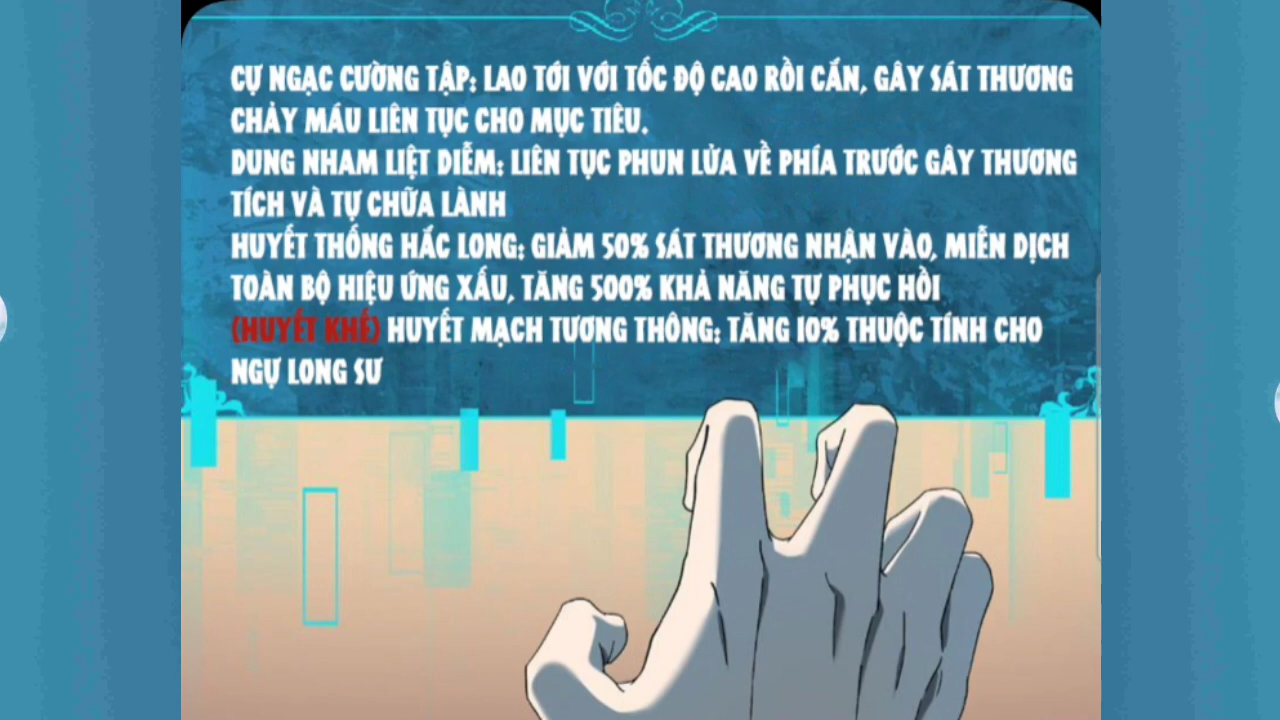 CỰ NGẠC CƯỜNG TẬP: LAO TỚI VỚI TỐC ĐỘ CAO RỒI CẮN, GÂY SÁT THƯƠNG
CHẢY MÁU LIÊN TỤC CHO MỤC TIÊU.
DUNG NHAM LIỆT DIỄM: LIÊN TỤC PHUN LỬA VỀ PHÍA TRƯỚC GÂY THƯƠNG
TÍCH VÀ TỰ CHỮA LÀNH
HUYẾT THỐNG HẮC LONG: GIẢM 50% SÁT THƯƠNG NHẬN VÀO, MIỄN DỊCH
TOÀN BỘ HIỆU ỨNG XẤU, TĂNG 500% KHẢ NĂNG TỰ PHỤC HỒI
(HUYẾT KHẾ) HUYẾT MẠCH TƯƠNG THÔNG: TĂNG 10% THUỘC TÍNH CHO
NGỰ LONG SƯ